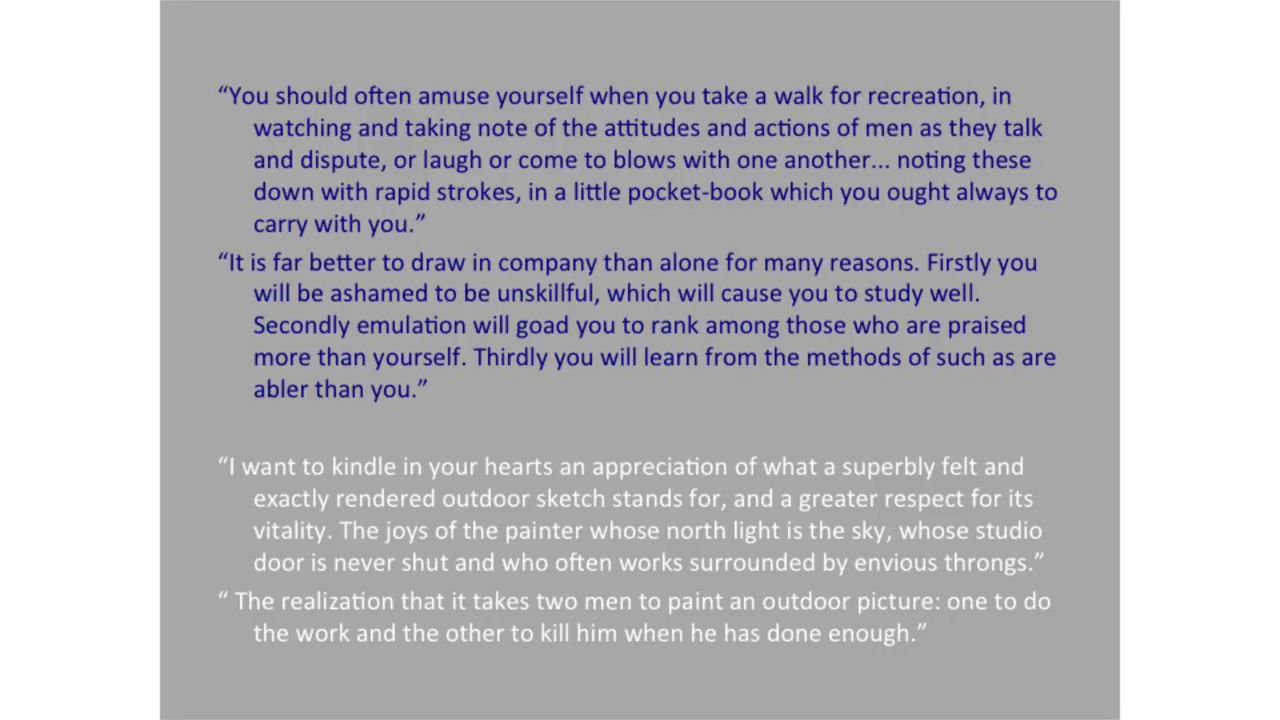 “You should often amuse yourself when you take a walk for recreation, in
watching and taking note of the attitudes and actions of men as they talk
and dispute, or laugh or come to blows with one another... noting these
down with rapid strokes, in a little pocket-book which you ought always to
carry with you.”
“It is far better to draw in company than alone for many reasons. Firstly you
will be ashamed to be unskillful, which will cause you to study well.
Secondly emulation will goad you to rank among those who are praised
more than yourself. Thirdly you will learn from the methods of such as are
abler than you.”
“I want to kindle in your hearts an appreciation of what a superbly felt and
exactly rendered outdoor sketch stands for, and a greater respect for its
vitality. The joys of the painter whose north light is the sky, whose studio
door is never shut and who often works surrounded by envious throngs.”
“ The realization that it takes two men to paint an outdoor picture: one to do
the work and the other to kill him when he has done enough.”